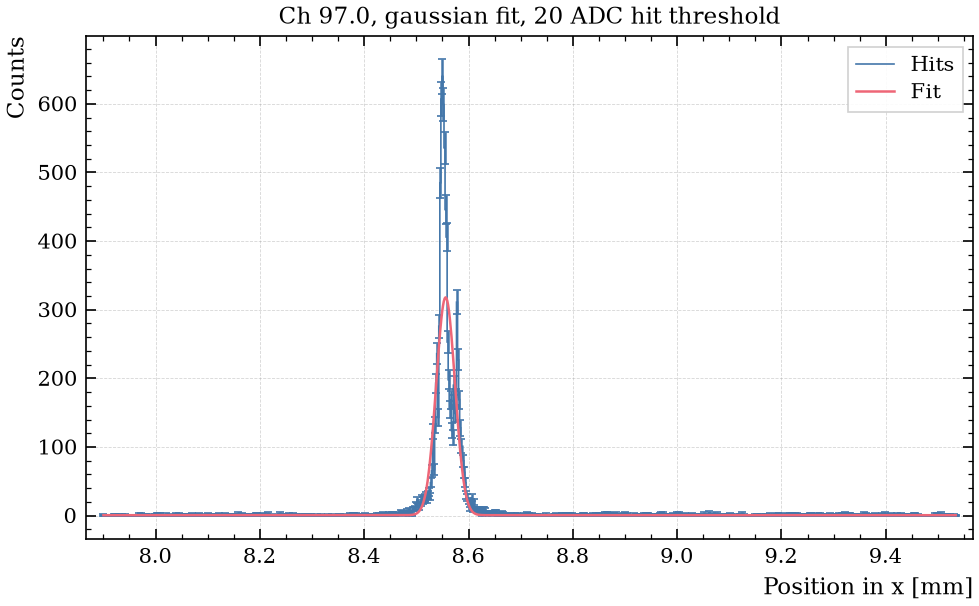 Ch 97.0, gaussian fit, 20 ADC hit threshold
Counts
Hits
Fit
600
500
400
300
200
100
0
8.0 8.2 8.4 8.6 8.8 9.0 9.2 9.4
Position in x [mm]